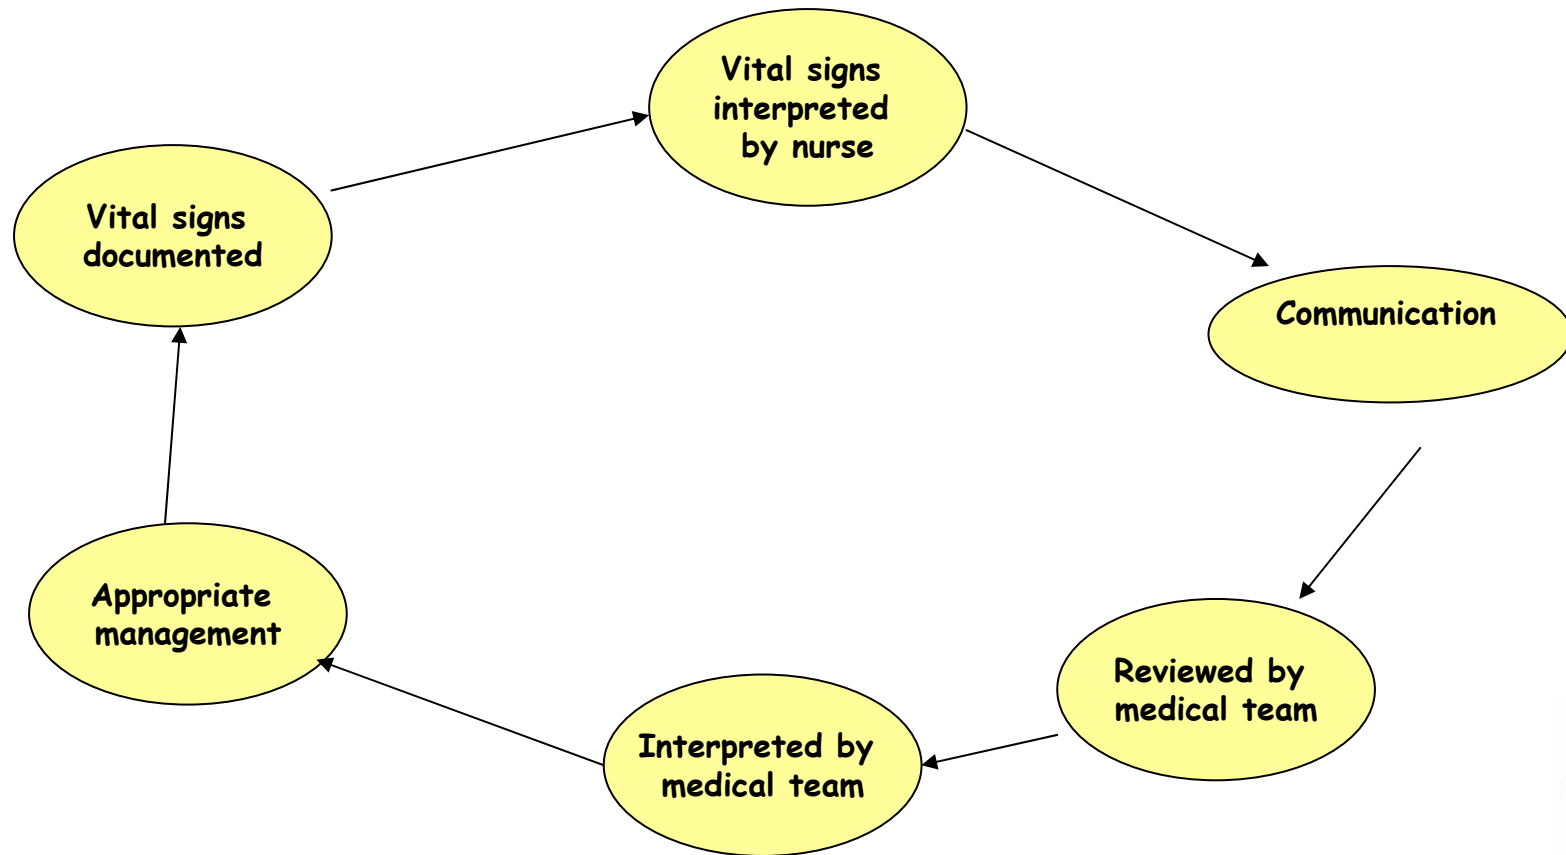 Vital signs
interpreted
by nurse
Vital signs
documented
Communication
Appropriate
management
Reviewed by
medical team
Interpreted by
medical team